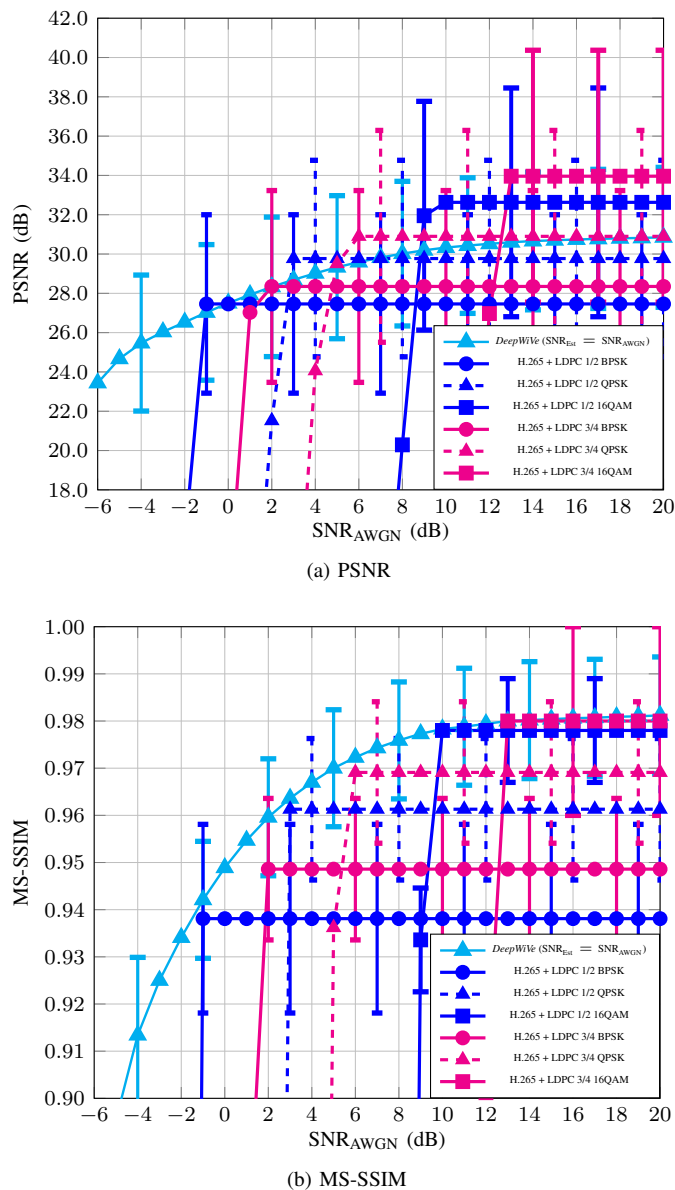 42.0
40.0
38.0
36.0
34.0
32.0
30.0
28.0
26.0
24.0
22.0
20.0
18.0
PSNR (dB)
DeepWiVe (SNR_Est = SNR_AWGN)
H.265 + LDPC 1/2 BPSK
H.265 + LDPC 1/2 QPSK
H.265 + LDPC 1/2 16QAM
H.265 + LDPC 3/4 BPSK
H.265 + LDPC 3/4 QPSK
H.265 + LDPC 3/4 16QAM
−6 −4 −2 0 2 4 6 8 10 12 14 16 18 20
SNR_AWGN (dB)
(a) PSNR
1.00
0.99
0.98
0.97
0.96
0.95
0.94
0.93
0.92
0.91
0.90
MS-SSIM
DeepWiVe (SNR_Est = SNR_AWGN)
H.265 + LDPC 1/2 BPSK
H.265 + LDPC 1/2 QPSK
H.265 + LDPC 1/2 16QAM
H.265 + LDPC 3/4 BPSK
H.265 + LDPC 3/4 QPSK
H.265 + LDPC 3/4 16QAM
−6 −4 −2 0 2 4 6 8 10 12 14 16 18 20
SNR_AWGN (dB)
(b) MS-SSIM